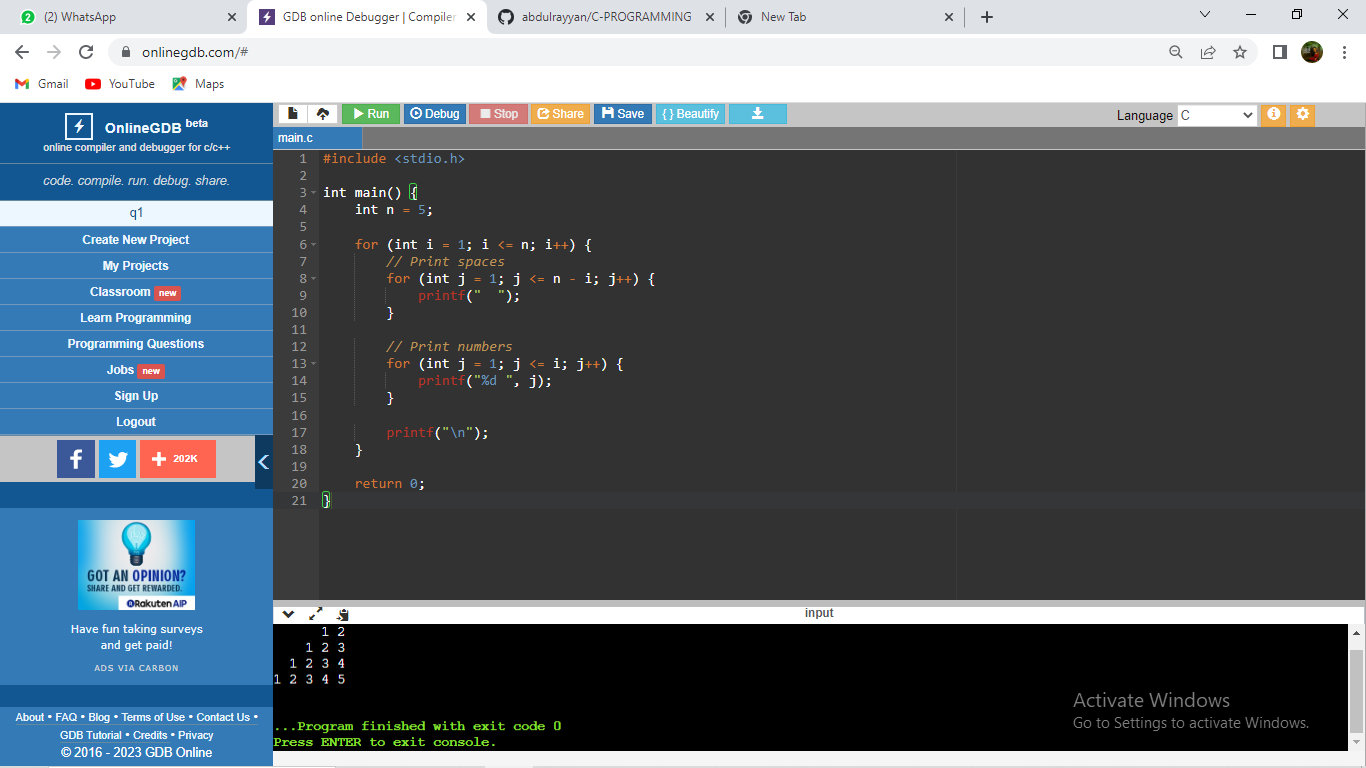 (2) WhatsApp
GDB online Debugger | Compiler
abdulrayyan/C-PROGRAMMING
New Tab
onlinegdb.com/#
Gmail
YouTube
Maps
OnlineGDB beta
online compiler and debugger for c/c++
code. compile. run. debug. share.
q1
Create New Project
My Projects
Classroom new
Learn Programming
Programming Questions
Jobs new
Sign Up
Logout
202K
GOT AN OPINION?
SHARE AND GET REWARDED.
Rakuten AIP
Have fun taking surveys
and get paid!
ADS VIA CARBON
About • FAQ • Blog • Terms of Use • Contact Us •
GDB Tutorial • Credits • Privacy
© 2016 - 2023 GDB Online
Run Debug Stop Share Save { } Beautify
Language C
main.c
1 #include <stdio.h>
2
3 int main() {
4     int n = 5;
5
6     for (int i = 1; i <= n; i++) {
7         // Print spaces
8         for (int j = 1; j <= n - i; j++) {
9             printf("  ");
10         }
11
12         // Print numbers
13         for (int j = 1; j <= i; j++) {
14             printf("%d ", j);
15         }
16
17         printf("\n");
18     }
19
20     return 0;
21 }
input
      1 2
    1 2 3
  1 2 3 4
1 2 3 4 5
...Program finished with exit code 0
Press ENTER to exit console.
Activate Windows
Go to Settings to activate Windows.